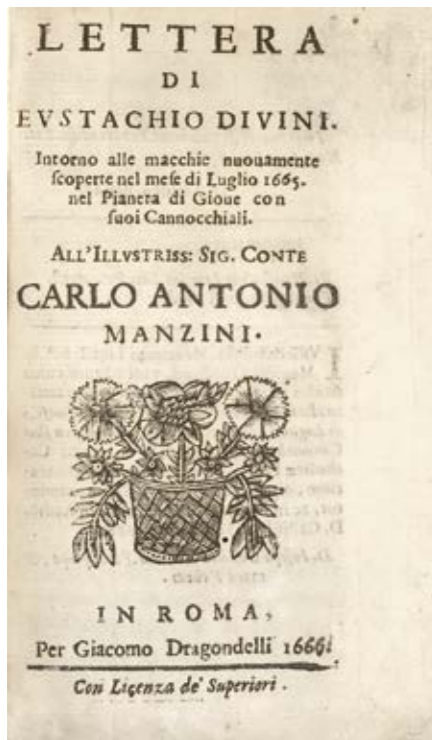 LETTERA
DI
EVSTACHIO DIVINI.
Intorno alle macchie nuouamente
ſcoperte nel meſe di Luglio 1665.
nel Pianeta di Gioue con
ſuoi Cannocchiali.
ALL'ILLVSTRISS: SIG. CONTE
CARLO ANTONIO
MANZINI.
IN ROMA,
Per Giacomo Dragondelli 1666.
Con Licenza de' Superiori.